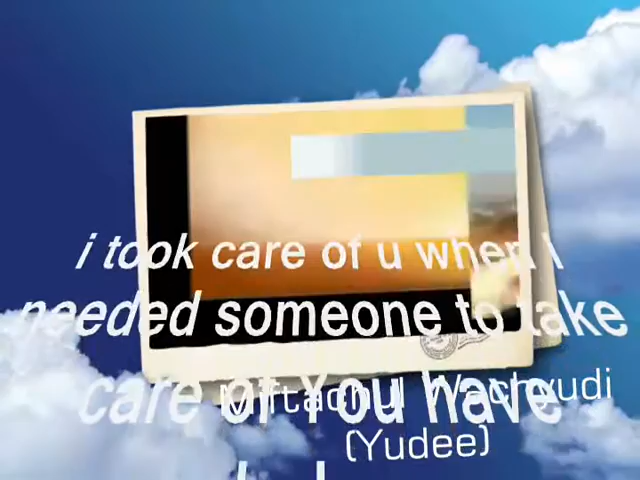 i took care of u when I
needed someone to take
care of You have
Miftachul Wachyudi
(Yudee)